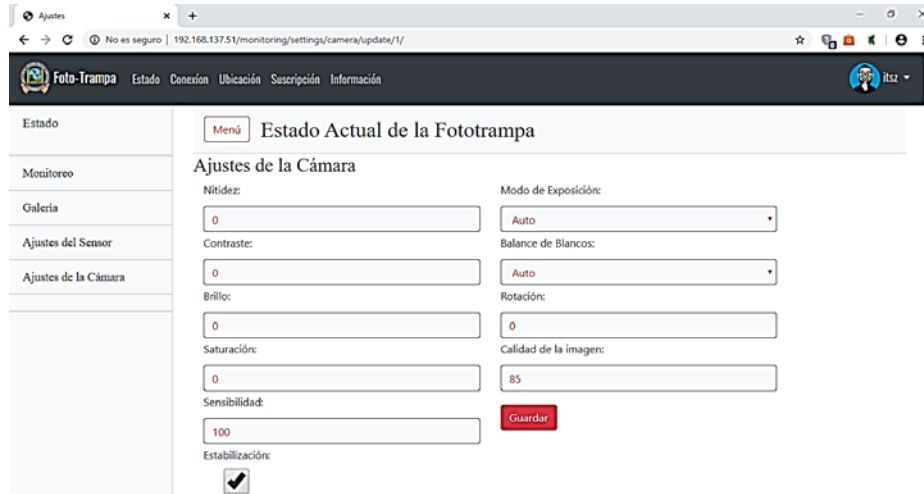 Ajustes
No es seguro | 192.168.137.51/monitoring/settings/camera/update/1/
Foto-Trampa Estado Conexíon Ubicación Suscripción Información itsz
Estado
Monitoreo
Galeria
Ajustes del Sensor
Ajustes de la Cámara
Menú Estado Actual de la Fototrampa
Ajustes de la Cámara
Nitidez:
0
Contraste:
0
Brillo:
0
Saturación:
0
Sensibilidad:
100
Estabilización:
Modo de Exposición:
Auto
Balance de Blancos:
Auto
Rotación:
0
Calidad de la imagen:
85
Guardar